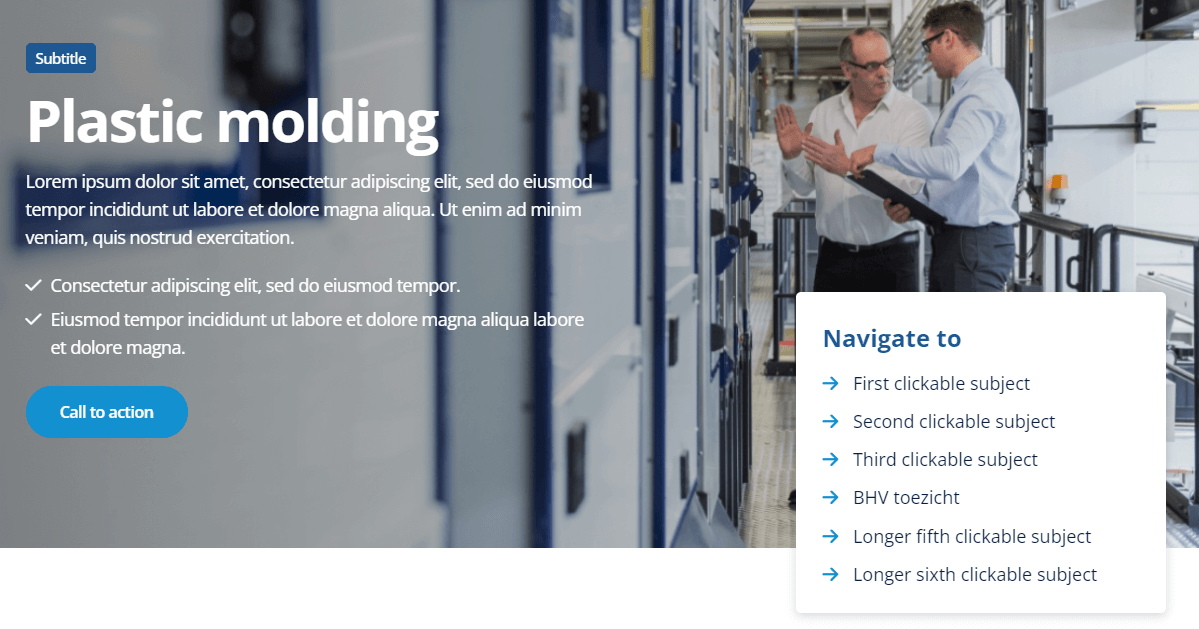 Subtitle
Plastic molding
Lorem ipsum dolor sit amet, consectetur adipiscing elit, sed do eiusmod
tempor incididunt ut labore et dolore magna aliqua. Ut enim ad minim
veniam, quis nostrud exercitation.
Consectetur adipiscing elit, sed do eiusmod tempor.
Eiusmod tempor incididunt ut labore et dolore magna aliqua labore
et dolore magna.
Call to action
Navigate to
First clickable subject
Second clickable subject
Third clickable subject
BHV toezicht
Longer fifth clickable subject
Longer sixth clickable subject